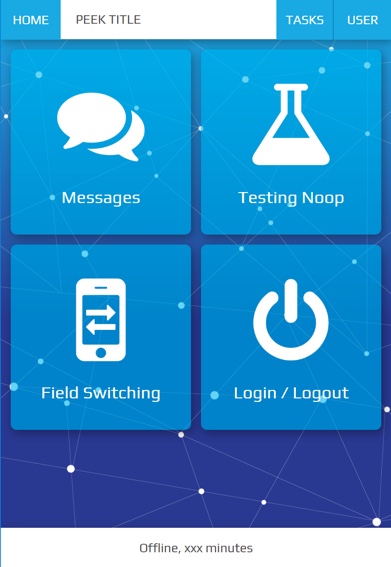 HOME PEEK TITLE TASKS USER
Messages Testing Noop
Field Switching Login / Logout
Offline, xxx minutes